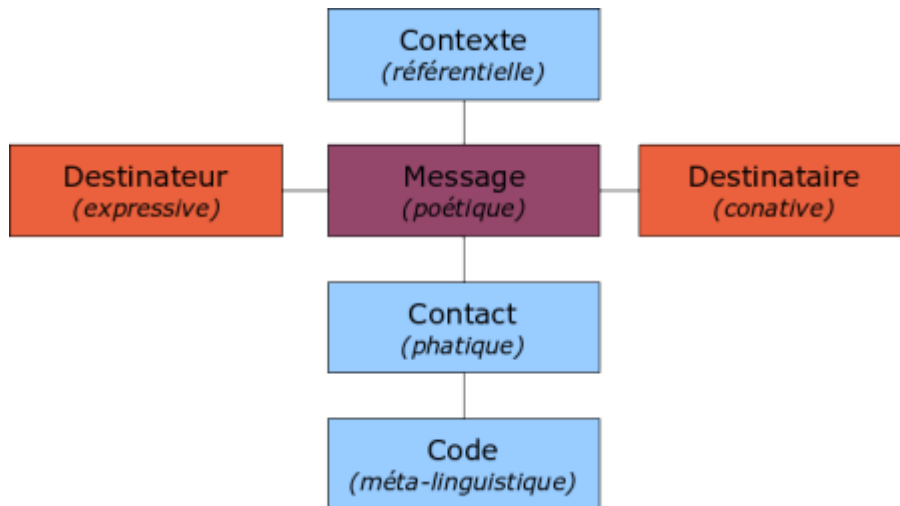 Contexte
(référentielle)
Destinateur
(expressive)
Message
(poétique)
Destinataire
(conative)
Contact
(phatique)
Code
(méta-linguistique)